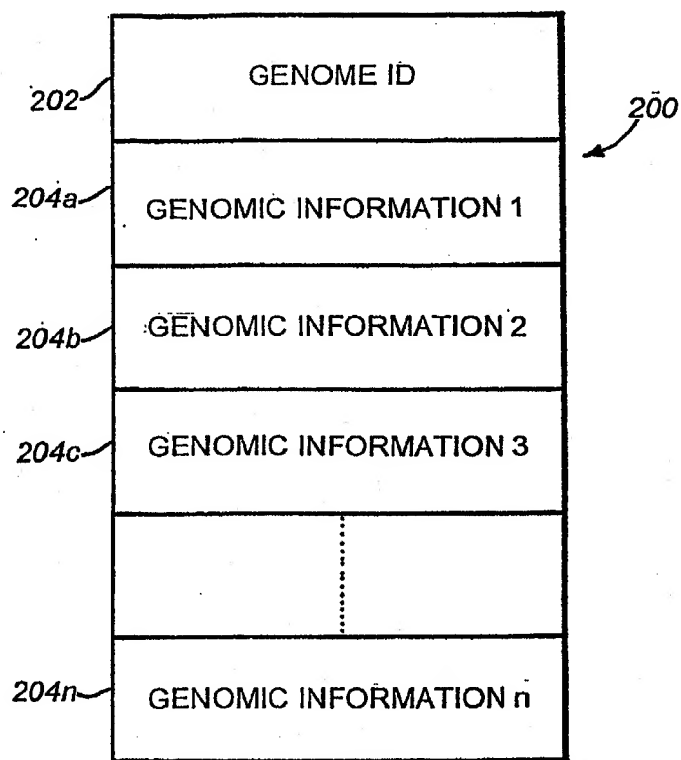 GENOME ID
202
200
204a
GENOMIC INFORMATION 1
204b
GENOMIC INFORMATION 2
204c
GENOMIC INFORMATION 3
204n
GENOMIC INFORMATION n